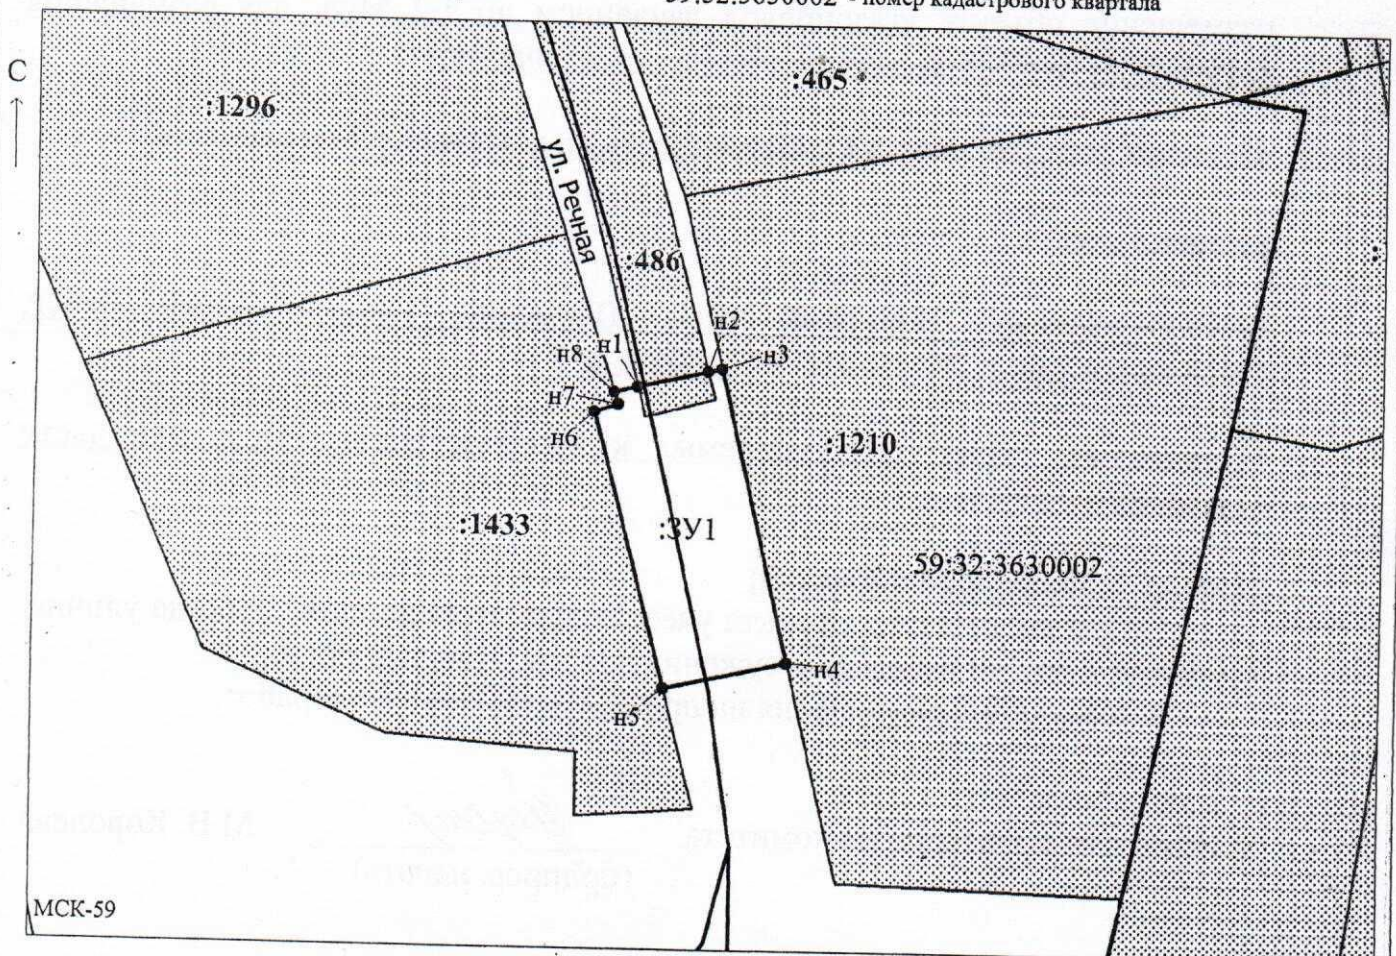 59:32:3630002 - номер кадастрового квартала
С
:465
:1296
ул. Речная
:486
н2
н1
н3
н8
н7
н6
:1210
:1433
:ЗУ1
59:32:3630002
н4
н5
МСК-59